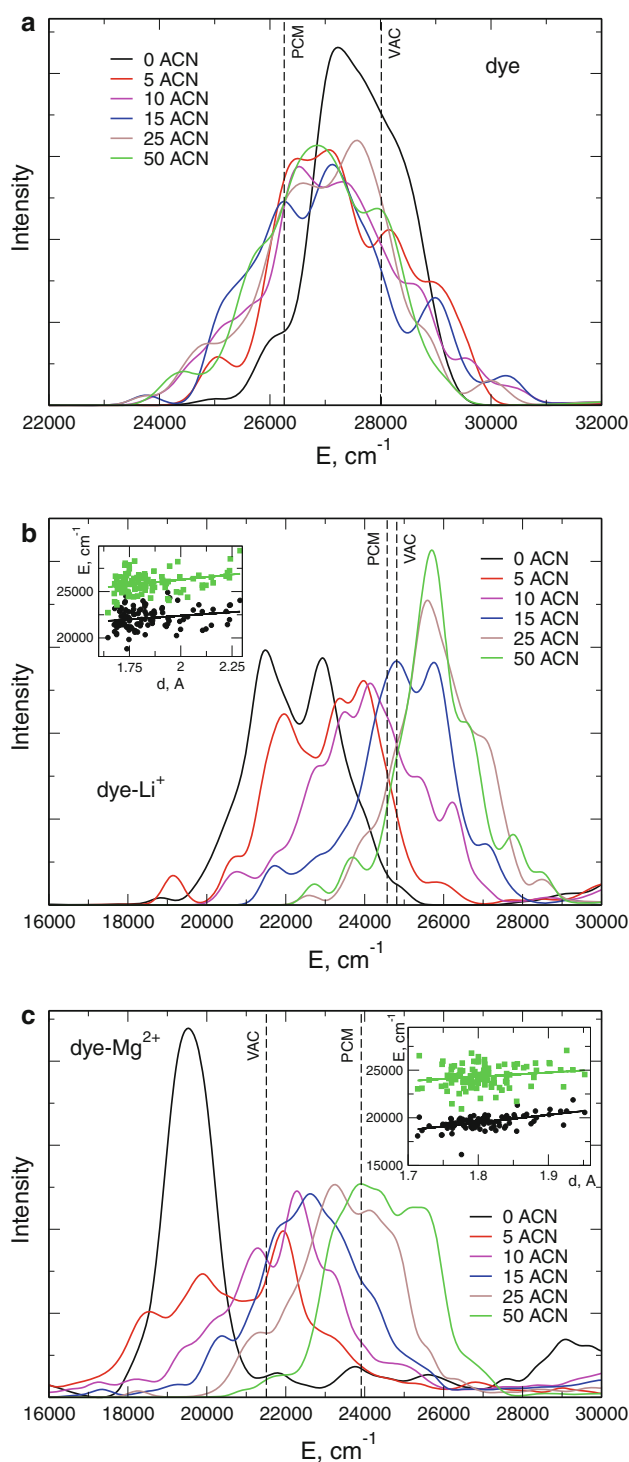 a
PCM
VAC
dye
0 ACN
5 ACN
10 ACN
15 ACN
25 ACN
50 ACN
Intensity
22000 24000 26000 28000 30000 32000
E, cm⁻¹
b
E, cm⁻¹
25000
20000
1.75 2 2.25
d, A
PCM
VAC
0 ACN
5 ACN
10 ACN
15 ACN
25 ACN
50 ACN
Intensity
dye-Li⁺
16000 18000 20000 22000 24000 26000 28000 30000
E, cm⁻¹
c
dye-Mg²⁺
VAC
PCM
E, cm⁻¹
25000
20000
15000
1.7 1.8 1.9
d, A
Intensity
0 ACN
5 ACN
10 ACN
15 ACN
25 ACN
50 ACN
16000 18000 20000 22000 24000 26000 28000 30000
E, cm⁻¹